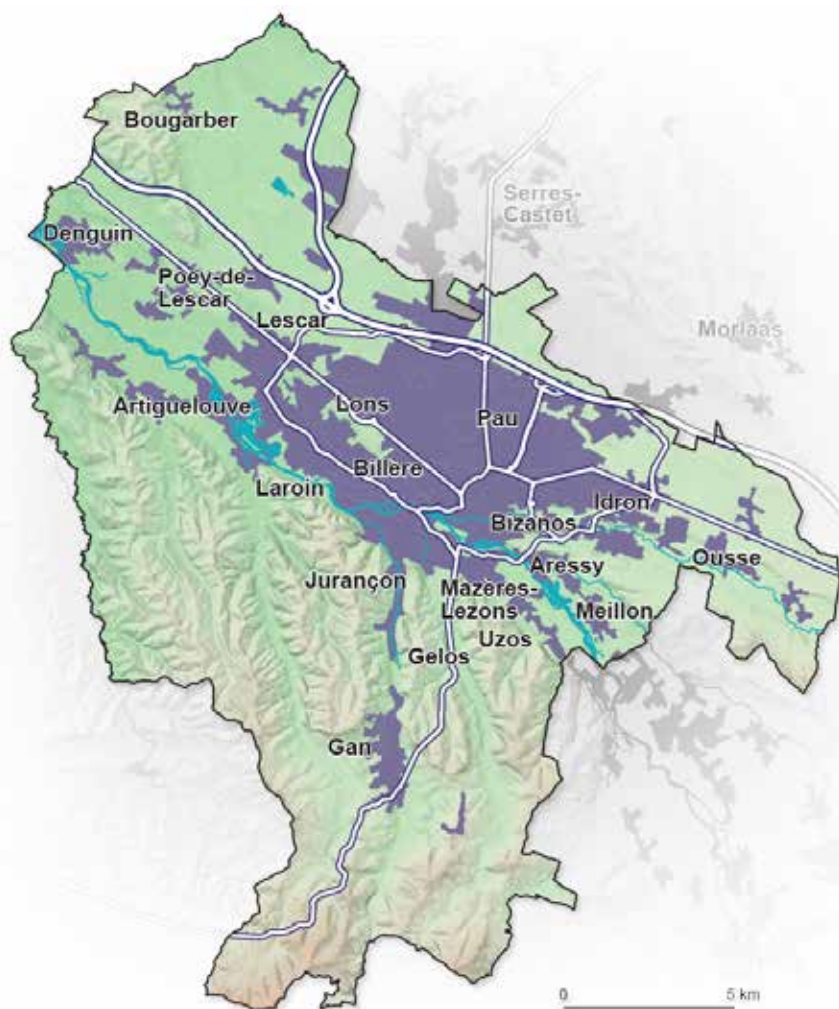 Bougarber
Serres-
Castet
Denguin
Poey-de-
Lescar
Lescar
Morlaas
Artiguelouve
Lons
Pau
Billere
Laroin
Idron
Bizanos
Ousse
Aressy
Jurançon
Mazères-
Lezons
Meillon
Uzos
Gelos
Gan
0 5 km